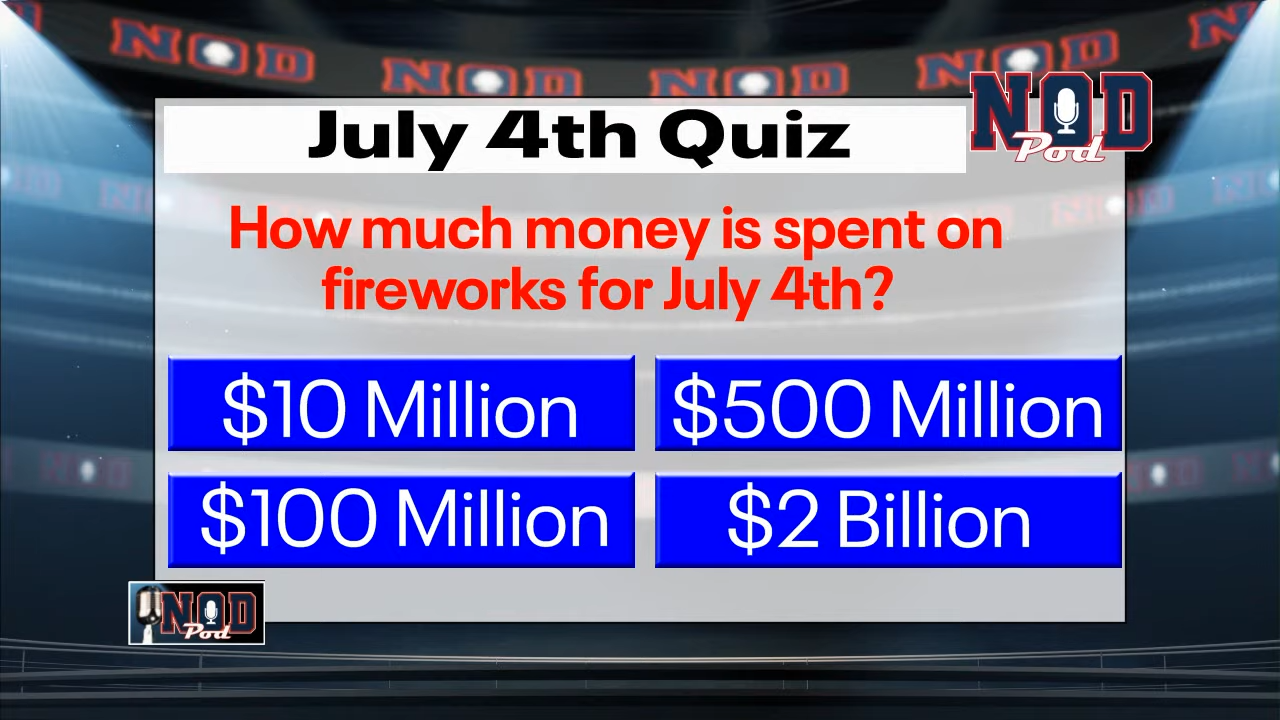 NOD NOD NOD NOD N
NOD
Pod
July 4th Quiz
How much money is spent on
fireworks for July 4th?
$10 Million
$500 Million
$100 Million
$2 Billion
NOD
Pod